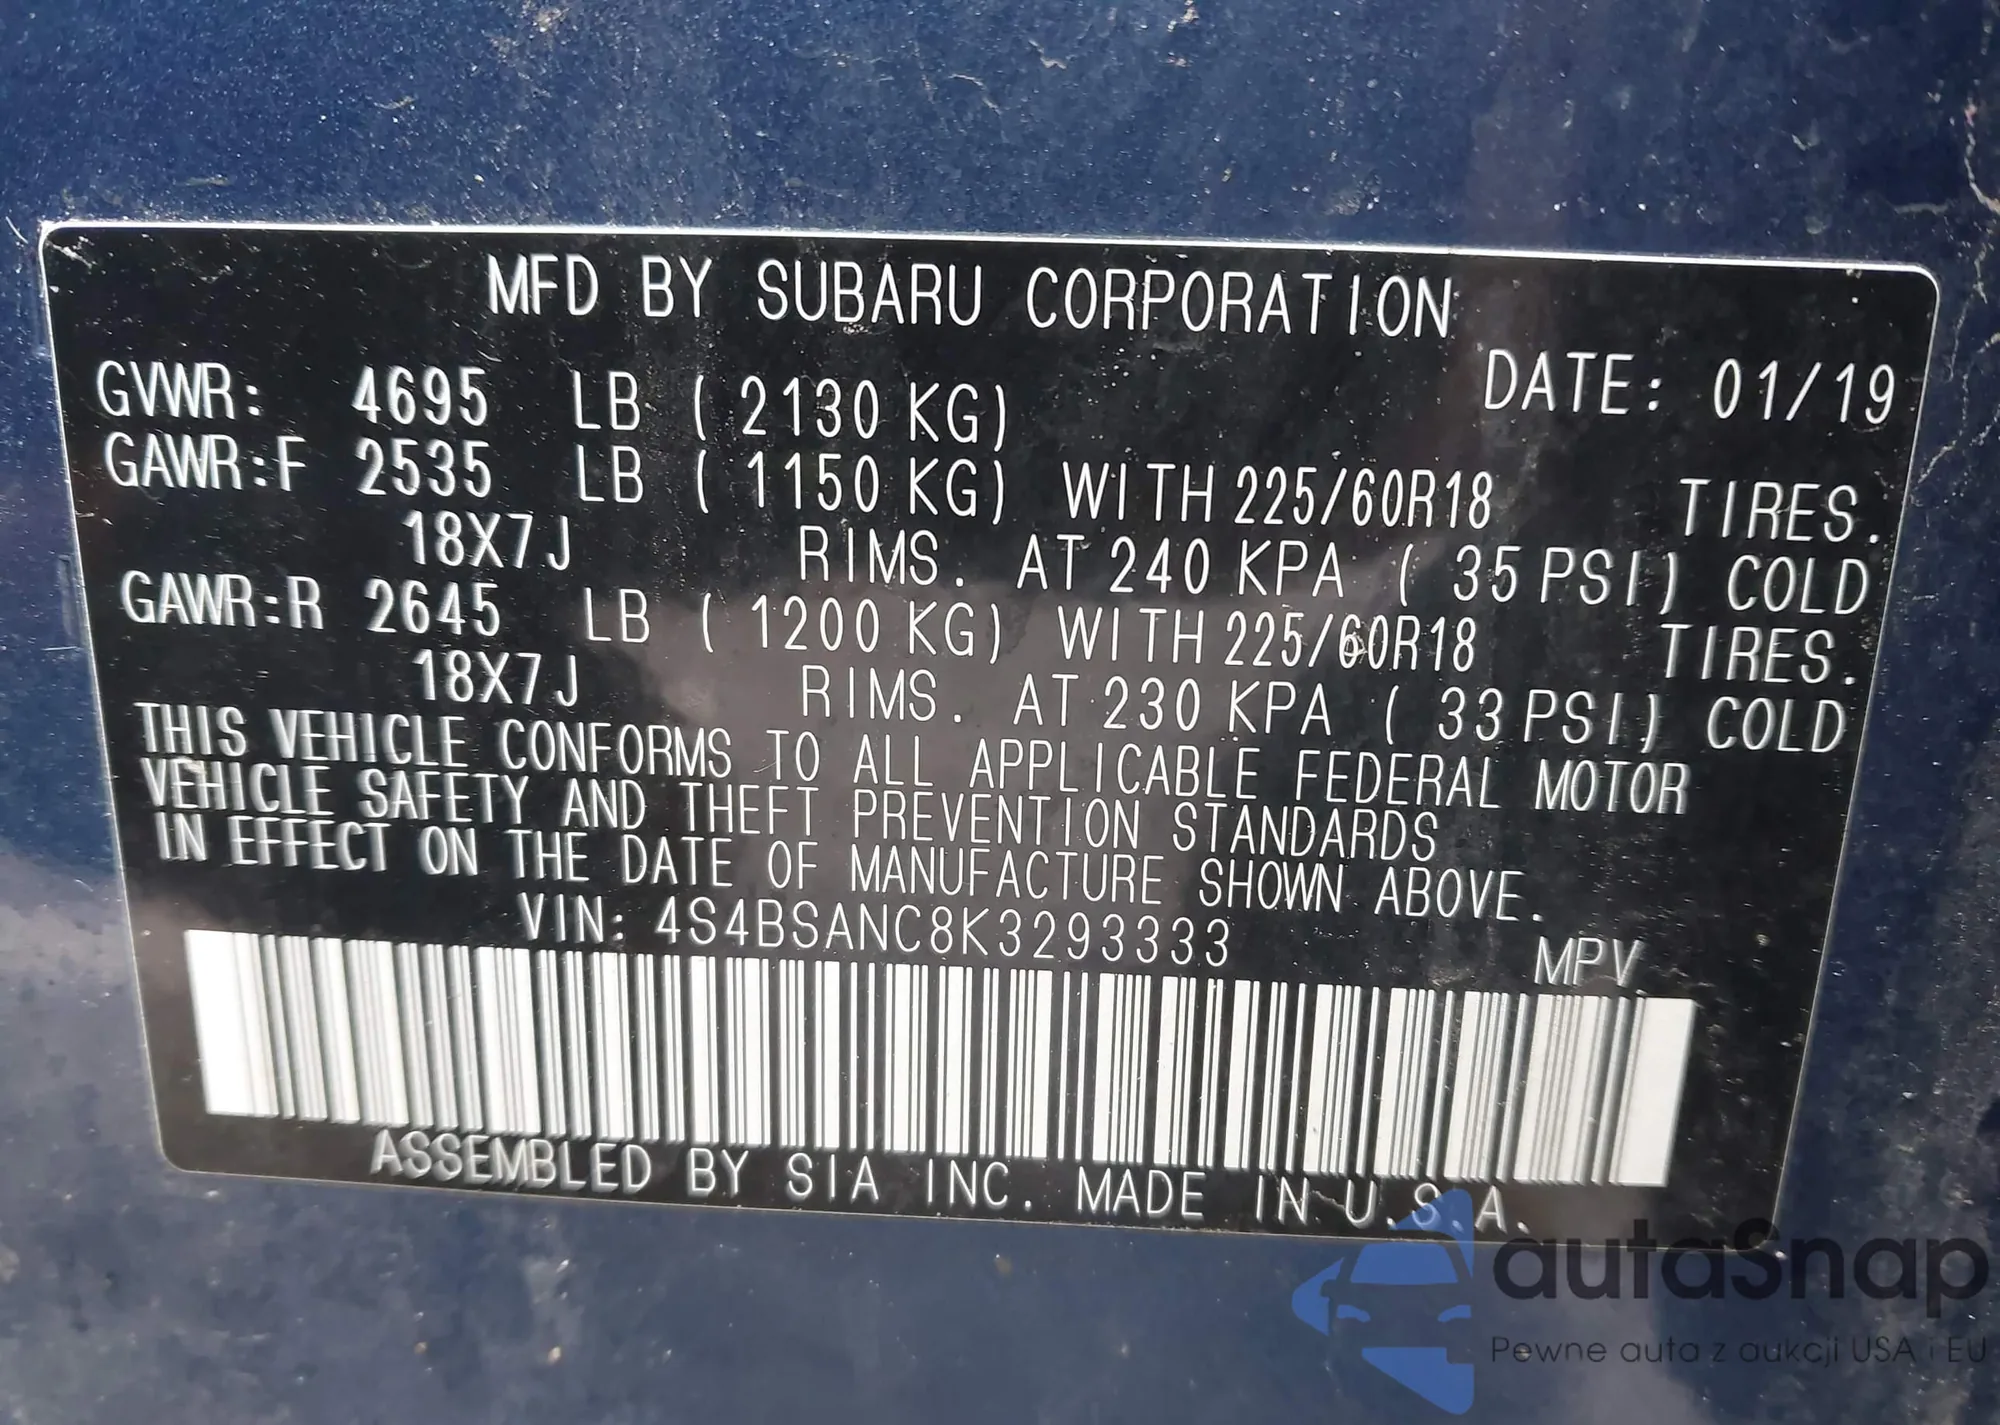 MFD BY SUBARU CORPORATION
DATE: 01/19
GVWR: 4695 LB ( 2130 KG)
GAWR:F 2535 LB ( 1150 KG) WITH 225/60R18 TIRES.
18X7J RIMS. AT 240 KPA ( 35 PSI) COLD
GAWR:R 2645 LB ( 1200 KG) WITH 225/60R18 TIRES.
18X7J RIMS. AT 230 KPA ( 33 PSI) COLD
THIS VEHICLE CONFORMS TO ALL APPLICABLE FEDERAL MOTOR
VEHICLE SAFETY AND THEFT PREVENTION STANDARDS
IN EFFECT ON THE DATE OF MANUFACTURE SHOWN ABOVE.
VIN: 4S4BSANC8K3293333
MPV
ASSEMBLED BY SIA INC. MADE IN U.S.A.
autaSnap
Pewne auta z aukcji USA i EU